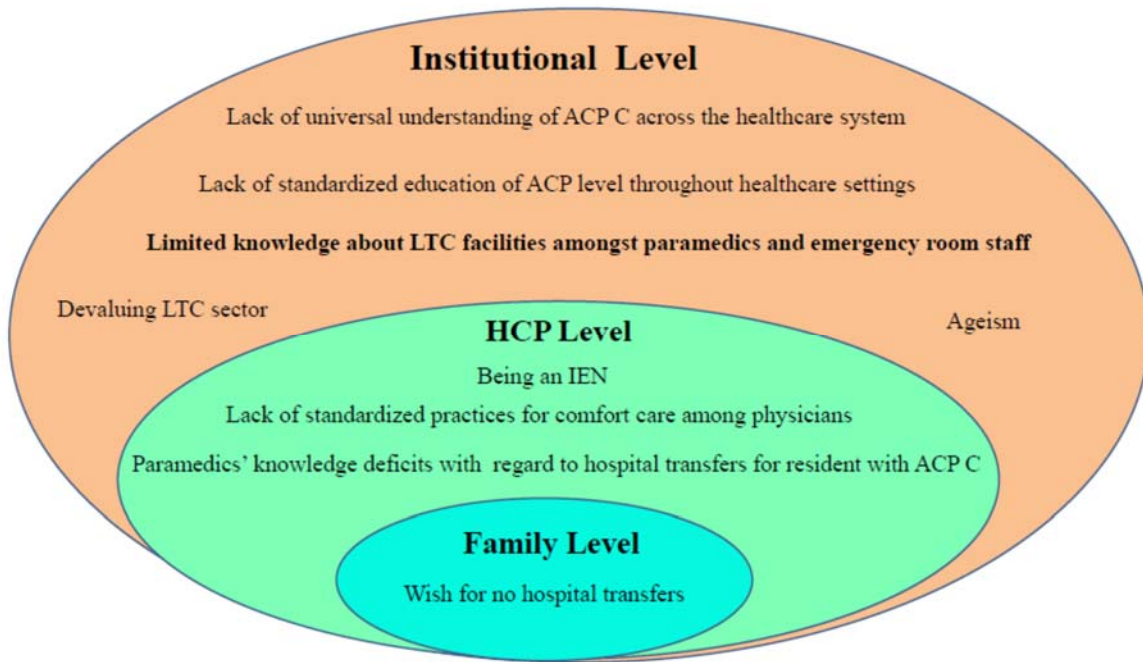 Institutional Level
Lack of universal understanding of ACP C across the healthcare system
Lack of standardized education of ACP level throughout healthcare settings
Limited knowledge about LTC facilities amongst paramedics and emergency room staff
Devaluing LTC sector
Ageism
HCP Level
Being an IEN
Lack of standardized practices for comfort care among physicians
Paramedics’ knowledge deficits with regard to hospital transfers for resident with ACP C
Family Level
Wish for no hospital transfers